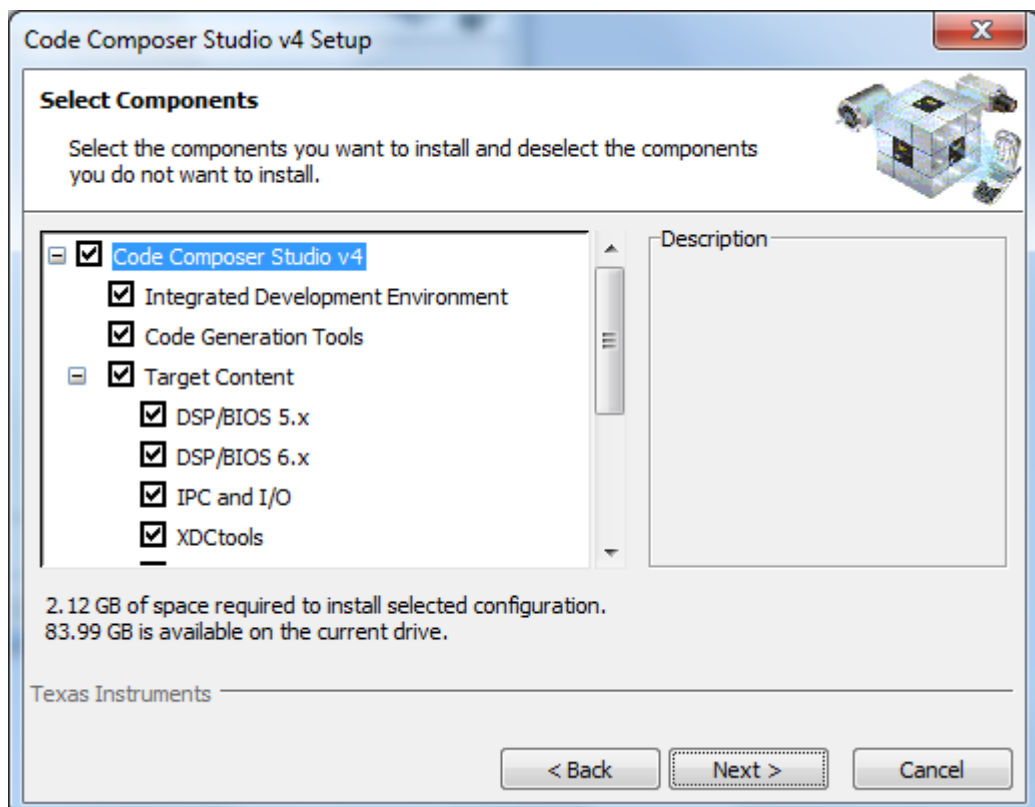 Code Composer Studio v4 Setup
Select Components
Select the components you want to install and deselect the components
you do not want to install.
Code Composer Studio v4
Integrated Development Environment
Code Generation Tools
Target Content
DSP/BIOS 5.x
DSP/BIOS 6.x
IPC and I/O
XDCtools
Description
2.12 GB of space required to install selected configuration.
83.99 GB is available on the current drive.
Texas Instruments
< Back
Next >
Cancel